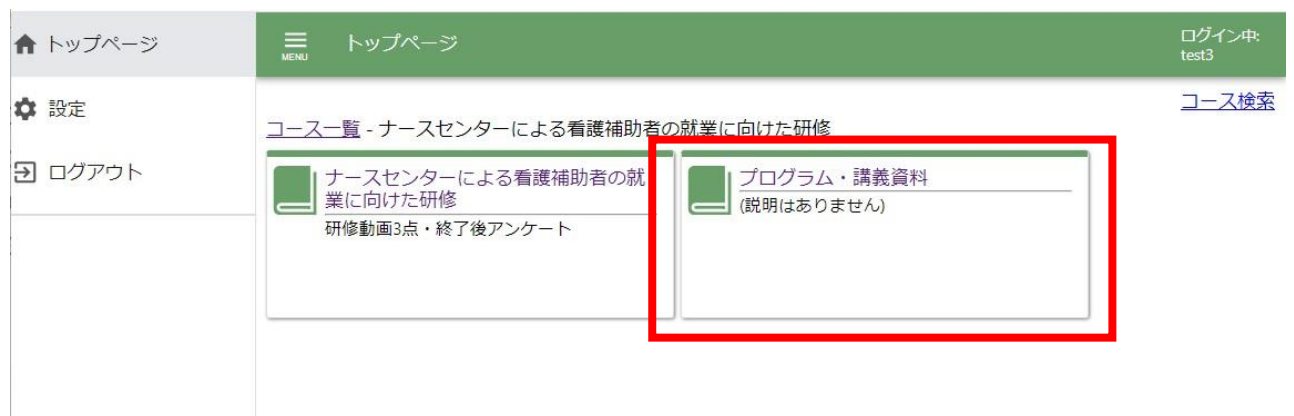 トップページ
設定
ログアウト
MENU
トップページ
ログイン中:
test3
コース検索
コース一覧 - ナースセンターによる看護補助者の就業に向けた研修
ナースセンターによる看護補助者の就
業に向けた研修
研修動画3点・終了後アンケート
プログラム・講義資料
(説明はありません)